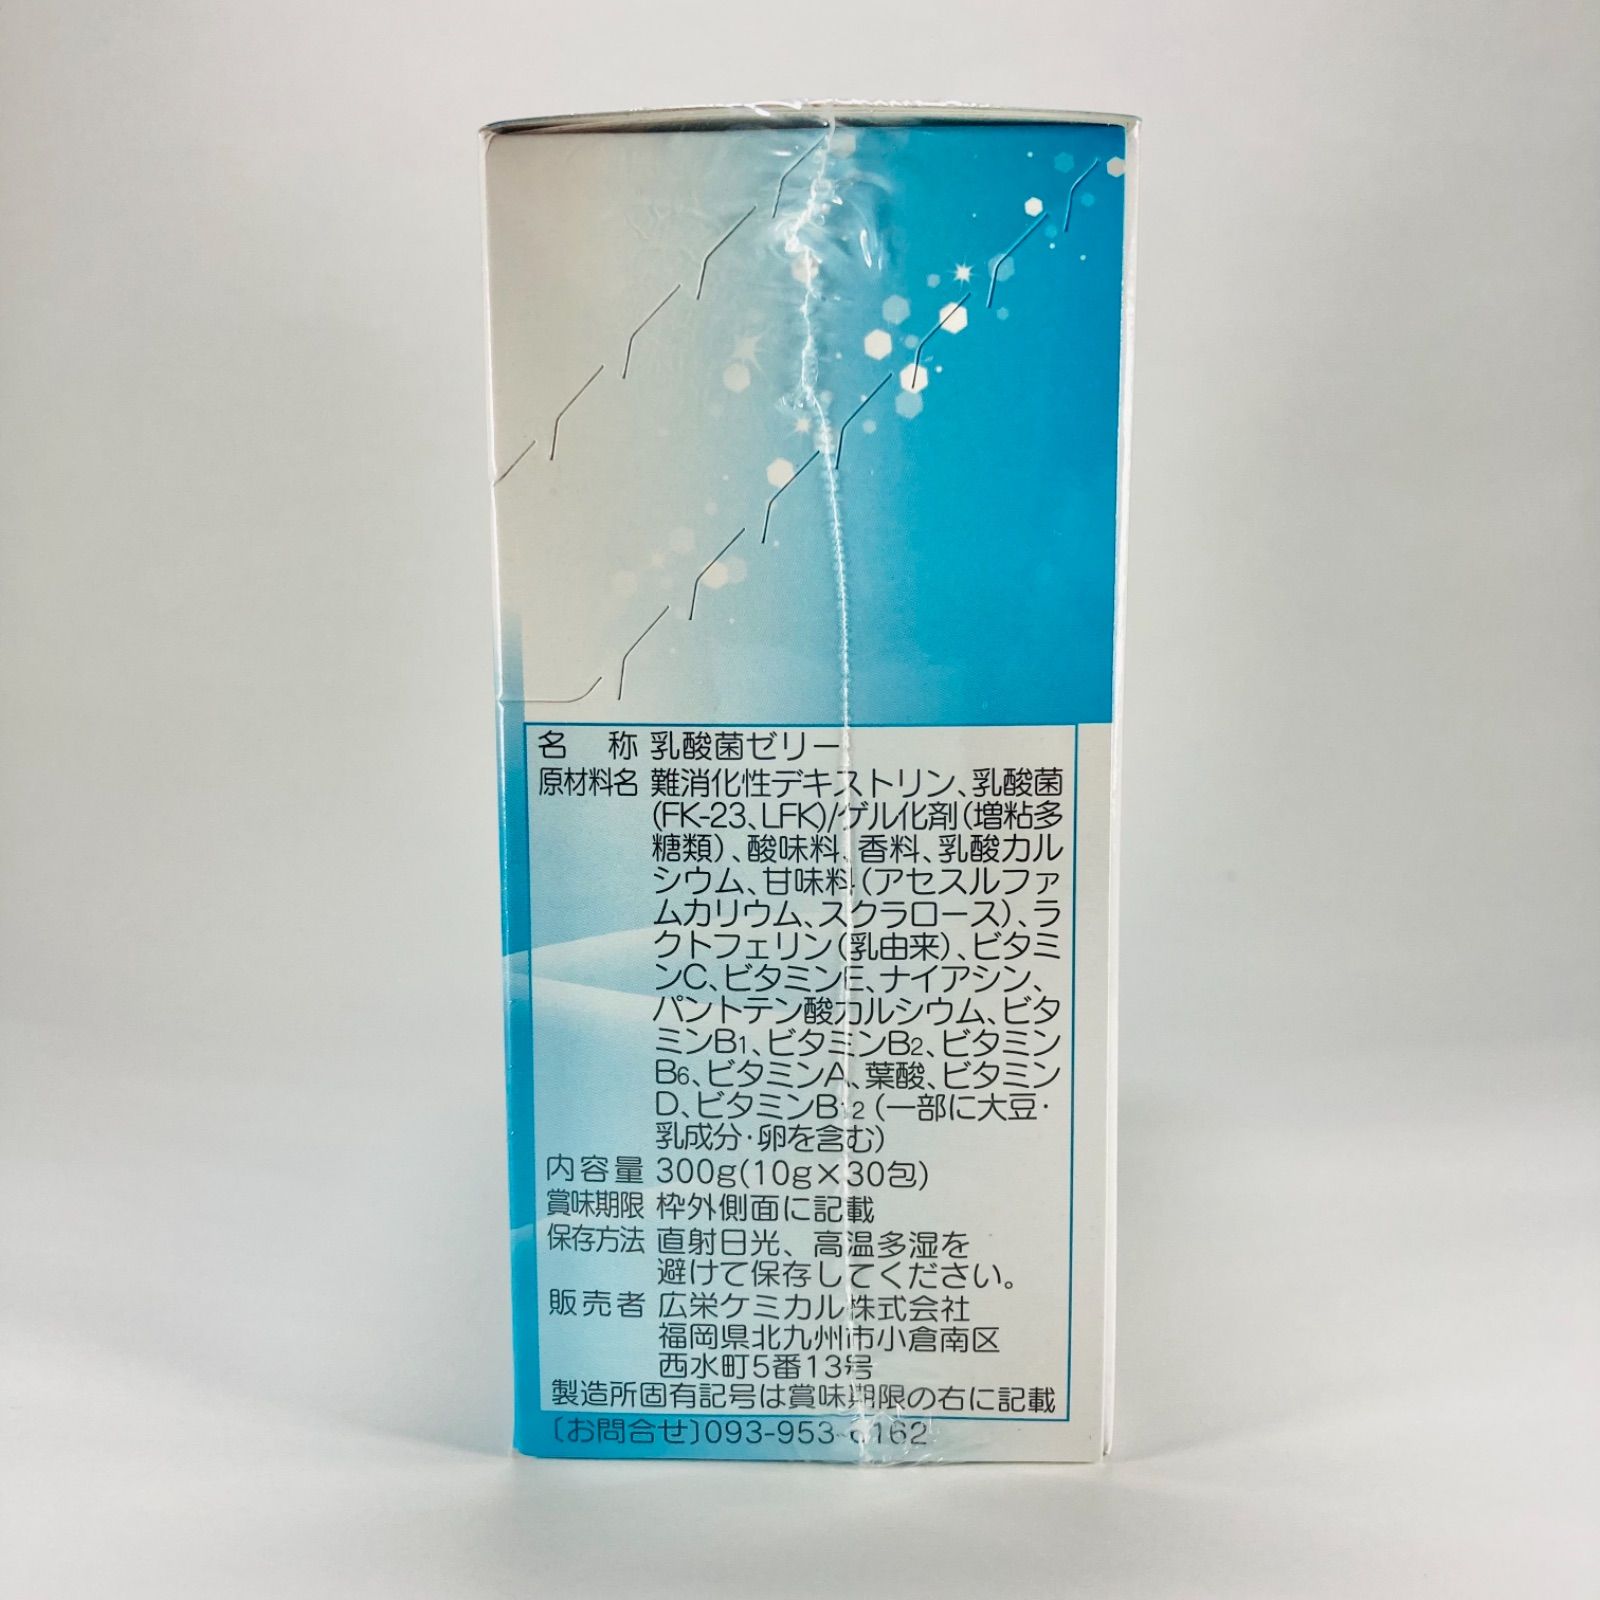 名 称 乳酸菌ゼリー
原材料名 難消化性デキストリン、乳酸菌
(FK-23、LFK)/ゲル化剤(増粘多
糖類)、酸味料、香料、乳酸カル
シウム、甘味料(アセスルファ
ムカリウム、スクラロース)、ラ
クトフェリン(乳由来)、ビタミ
ンC、ビタミンE、ナイアシン、
パントテン酸カルシウム、ビタ
ミンB1、ビタミンB2、ビタミン
B6、ビタミンA、葉酸、ビタミン
D、ビタミンB12(一部に大豆・
乳成分・卵を含む)
内容量 300g(10g×30包)
賞味期限 枠外側面に記載
保存方法 直射日光、高温多湿を
避けて保存してください。
販売者 広栄ケミカル株式会社
福岡県北九州市小倉南区
西水町5番13号
製造所固有記号は賞味期限の右に記載
〔お問合せ〕093-953-6162